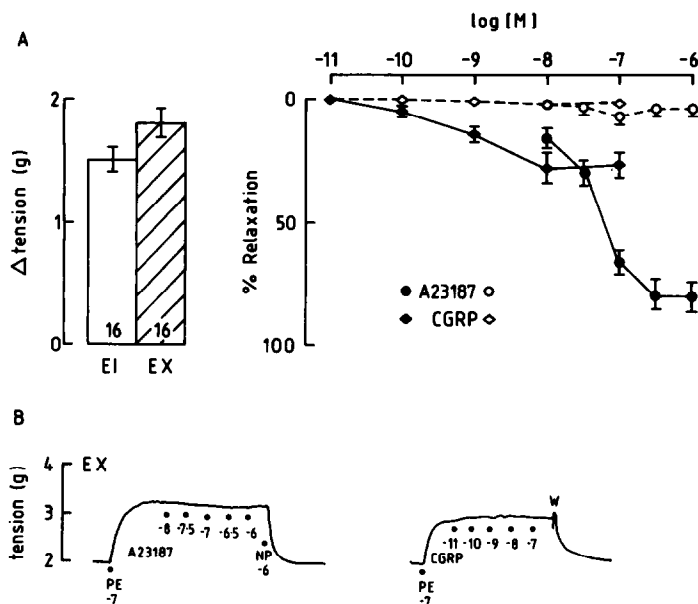 A
log [M]
-11 -10 -9 -8 -7 -6
2
1
0
Δ tension (g)
16 16
EI EX
0
50
100
% Relaxation
● A23187 ○
◆ CGRP ◇
B
4
3
2
tension (g)
EX
-8 -7·5 -7 -6·5 -6
A23187
NP
-6
PE
-7
W
-11 -10 -9 -8 -7
CGRP
PE
-7